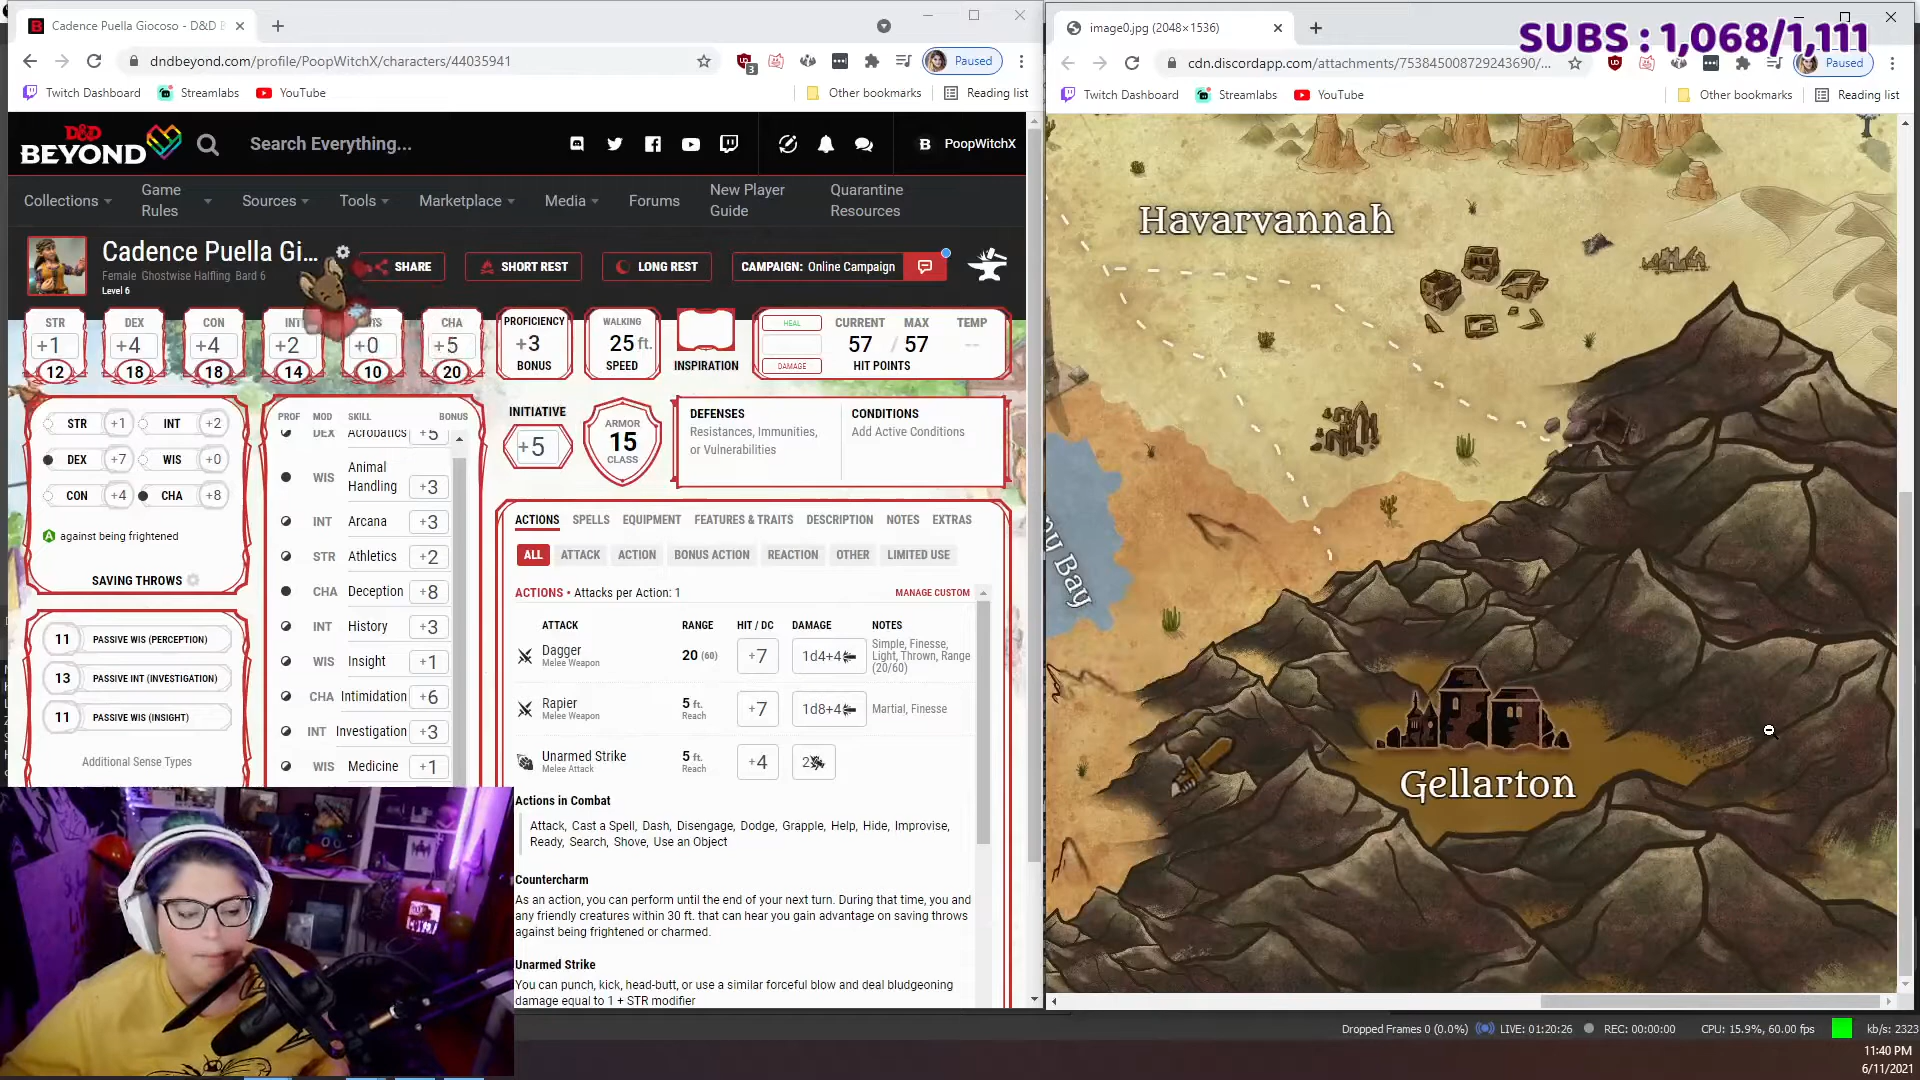 Cadence Puella Giocoso - D&D B
image0.jpg (2048×1536)
SUBS : 1,068/1,111
dndbeyond.com/profile/PoopWitchX/characters/44035941
3
Paused
cdn.discordapp.com/attachments/753845008729243690/...
Paused
Twitch Dashboard Streamlabs YouTube Other bookmarks Reading list
Twitch Dashboard Streamlabs YouTube Other bookmarks Reading list
D&D BEYOND
Search Everything...
PoopWitchX
Collections Game Rules Sources Tools Marketplace Media Forums New Player Guide Quarantine Resources
Cadence Puella Gi...
Female Ghostwise Halfling Bard 6
Level 6
SHARE SHORT REST LONG REST CAMPAIGN: Online Campaign
STR DEX CON INT CHA
+1 +4 +4 +2 +0 +5
12 18 18 14 10 20
PROFICIENCY
+3
BONUS
WALKING
25 ft.
SPEED
INSPIRATION
HEAL
DAMAGE
CURRENT MAX TEMP
57 / 57 --
HIT POINTS
STR +1 INT +2
DEX +7 WIS +0
CON +4 CHA +8
against being frightened
SAVING THROWS
11 PASSIVE WIS (PERCEPTION)
13 PASSIVE INT (INVESTIGATION)
11 PASSIVE WIS (INSIGHT)
Additional Sense Types
PROF MOD SKILL BONUS
DEX Acrobatics +5
WIS Animal Handling +3
INT Arcana +3
STR Athletics +2
CHA Deception +8
INT History +3
WIS Insight +1
CHA Intimidation +6
INT Investigation +3
WIS Medicine +1
INITIATIVE
+5
ARMOR
15
CLASS
DEFENSES
Resistances, Immunities,
or Vulnerabilities
CONDITIONS
Add Active Conditions
ACTIONS SPELLS EQUIPMENT FEATURES & TRAITS DESCRIPTION NOTES EXTRAS
ALL ATTACK ACTION BONUS ACTION REACTION OTHER LIMITED USE
ACTIONS • Attacks per Action: 1 MANAGE CUSTOM
ATTACK RANGE HIT / DC DAMAGE NOTES
Dagger
Melee Weapon
20 (60) +7 1d4+4
Simple, Finesse,
Light, Thrown, Range
(20/60)
Rapier
Melee Weapon
5 ft.
Reach
+7 1d8+4 Martial, Finesse
Unarmed Strike
Melee Attack
5 ft.
Reach
+4 2
Actions in Combat
Attack, Cast a Spell, Dash, Disengage, Dodge, Grapple, Help, Hide, Improvise,
Ready, Search, Shove, Use an Object
Countercharm
As an action, you can perform until the end of your next turn. During that time, you and
any friendly creatures within 30 ft. that can hear you gain advantage on saving throws
against being frightened or charmed.
Unarmed Strike
You can punch, kick, head-butt, or use a similar forceful blow and deal bludgeoning
damage equal to 1 + STR modifier
Havarvannah
Bay
Gellarton
Dropped Frames 0 (0.0%) LIVE: 01:20:26 REC: 00:00:00 CPU: 15.9%, 60.00 fps kb/s: 2323
11:40 PM
6/11/2021